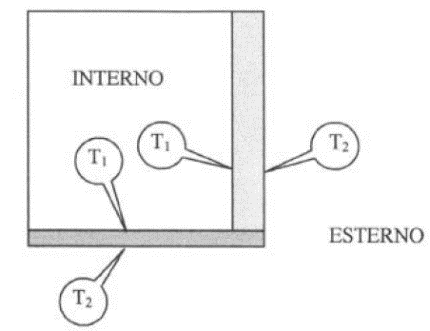 INTERNO
T₁
T₁
T₂
ESTERNO
T₂